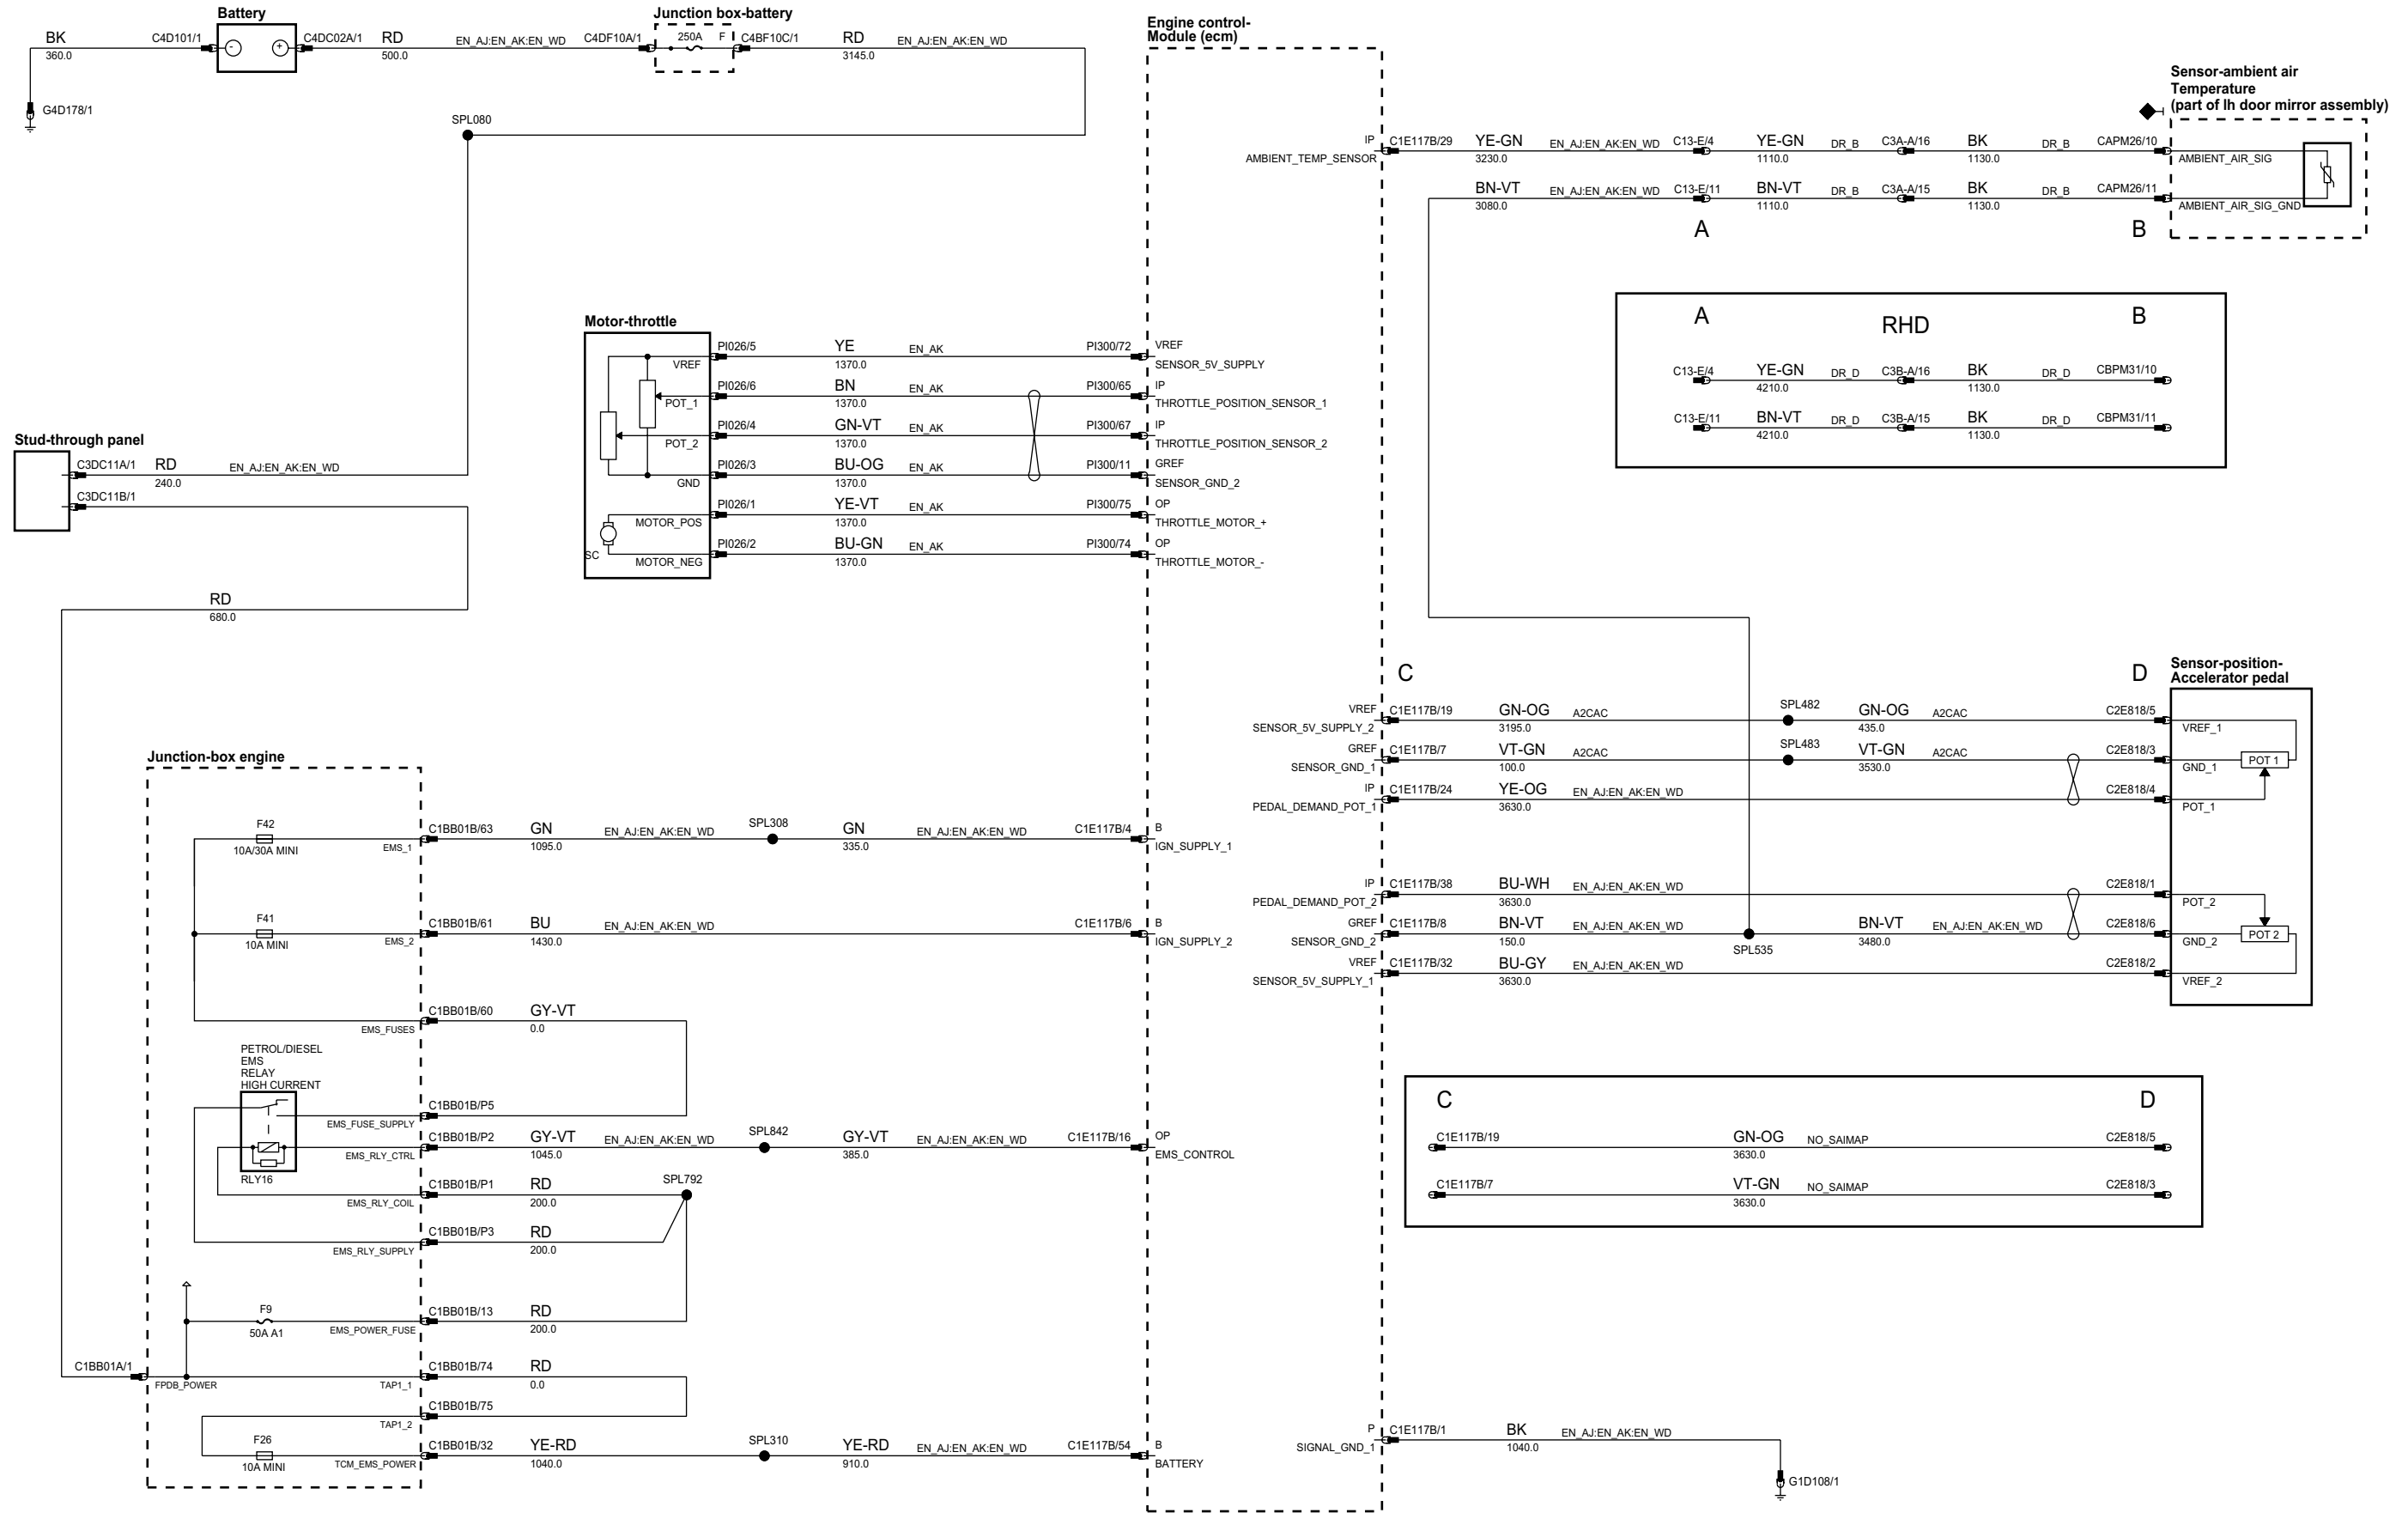 Battery
BK
360.0
C4D101/1
-
+
C4DC02A/1
RD
500.0
EN_AJ:EN_AK:EN_WD
G4D178/1
Junction box-battery
C4DF10A/1
250A
F
C4BF10C/1
RD
3145.0
EN_AJ:EN_AK:EN_WD
SPL080
Stud-through panel
C3DC11A/1
RD
240.0
EN_AJ:EN_AK:EN_WD
C3DC11B/1
RD
680.0
Motor-throttle
VREF
POT_1
POT_2
GND
MOTOR_POS
SC
MOTOR_NEG
PI026/5
YE
1370.0
EN_AK
PI300/72
PI026/6
BN
1370.0
EN_AK
PI300/65
PI026/4
GN-VT
1370.0
EN_AK
PI300/67
PI026/3
BU-OG
1370.0
EN_AK
PI300/11
PI026/1
YE-VT
1370.0
EN_AK
PI300/75
PI026/2
BU-GN
1370.0
EN_AK
PI300/74
Engine control-
Module (ecm)
VREF
SENSOR_5V_SUPPLY
IP
THROTTLE_POSITION_SENSOR_1
IP
THROTTLE_POSITION_SENSOR_2
GREF
SENSOR_GND_2
OP
THROTTLE_MOTOR_+
OP
THROTTLE_MOTOR_-
B
IGN_SUPPLY_1
B
IGN_SUPPLY_2
OP
EMS_CONTROL
B
BATTERY
IP
AMBIENT_TEMP_SENSOR
VREF
SENSOR_5V_SUPPLY_2
GREF
SENSOR_GND_1
IP
PEDAL_DEMAND_POT_1
IP
PEDAL_DEMAND_POT_2
GREF
SENSOR_GND_2
VREF
SENSOR_5V_SUPPLY_1
P
SIGNAL_GND_1
C1E117B/29
YE-GN
3230.0
EN_AJ:EN_AK:EN_WD
C13-E/4
YE-GN
1110.0
DR_B
C3A-A/16
BK
1130.0
DR_B
CAPM26/10
BN-VT
3080.0
EN_AJ:EN_AK:EN_WD
C13-E/11
BN-VT
1110.0
DR_B
C3A-A/15
BK
1130.0
DR_B
CAPM26/11
A
B
Sensor-ambient air
Temperature
(part of lh door mirror assembly)
AMBIENT_AIR_SIG
AMBIENT_AIR_SIG_GND
A
RHD
B
C13-E/4
YE-GN
4210.0
DR_D
C3B-A/16
BK
1130.0
DR_D
CBPM31/10
C13-E/11
BN-VT
4210.0
DR_D
C3B-A/15
BK
1130.0
DR_D
CBPM31/11
C
D
Sensor-position-
Accelerator pedal
C1E117B/19
GN-OG
3195.0
A2CAC
SPL482
GN-OG
435.0
A2CAC
C2E818/5
VREF_1
C1E117B/7
VT-GN
100.0
A2CAC
SPL483
VT-GN
3530.0
A2CAC
C2E818/3
GND_1
POT 1
C1E117B/24
YE-OG
3630.0
EN_AJ:EN_AK:EN_WD
C2E818/4
POT_1
C1E117B/38
BU-WH
3630.0
EN_AJ:EN_AK:EN_WD
C2E818/1
POT_2
C1E117B/8
BN-VT
150.0
EN_AJ:EN_AK:EN_WD
SPL535
BN-VT
3480.0
EN_AJ:EN_AK:EN_WD
C2E818/6
GND_2
POT 2
C1E117B/32
BU-GY
3630.0
EN_AJ:EN_AK:EN_WD
C2E818/2
VREF_2
C
D
C1E117B/19
GN-OG
3630.0
NO_SAIMAP
C2E818/5
C1E117B/7
VT-GN
3630.0
NO_SAIMAP
C2E818/3
C1E117B/1
BK
1040.0
EN_AJ:EN_AK:EN_WD
G1D108/1
Junction-box engine
F42
10A/30A MINI
EMS_1
C1BB01B/63
GN
1095.0
EN_AJ:EN_AK:EN_WD
SPL308
GN
335.0
EN_AJ:EN_AK:EN_WD
C1E117B/4
F41
10A MINI
EMS_2
C1BB01B/61
BU
1430.0
EN_AJ:EN_AK:EN_WD
C1E117B/6
EMS_FUSES
C1BB01B/60
GY-VT
0.0
PETROL/DIESEL
EMS
RELAY
HIGH CURRENT
RLY16
EMS_FUSE_SUPPLY
C1BB01B/P5
EMS_RLY_CTRL
C1BB01B/P2
GY-VT
1045.0
EN_AJ:EN_AK:EN_WD
SPL842
GY-VT
385.0
EN_AJ:EN_AK:EN_WD
C1E117B/16
EMS_RLY_COIL
C1BB01B/P1
RD
200.0
SPL792
EMS_RLY_SUPPLY
C1BB01B/P3
RD
200.0
F9
50A A1
EMS_POWER_FUSE
C1BB01B/13
RD
200.0
C1BB01A/1
FPDB_POWER
TAP1_1
C1BB01B/74
RD
0.0
TAP1_2
C1BB01B/75
F26
10A MINI
TCM_EMS_POWER
C1BB01B/32
YE-RD
1040.0
SPL310
YE-RD
910.0
EN_AJ:EN_AK:EN_WD
C1E117B/54